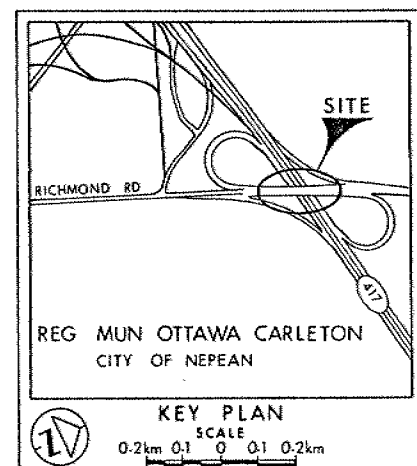 SITE
RICHMOND RD
417
REG MUN OTTAWA CARLETON
CITY OF NEPEAN
N
KEY PLAN
SCALE
0·2km 0·1 0 0·1 0·2km